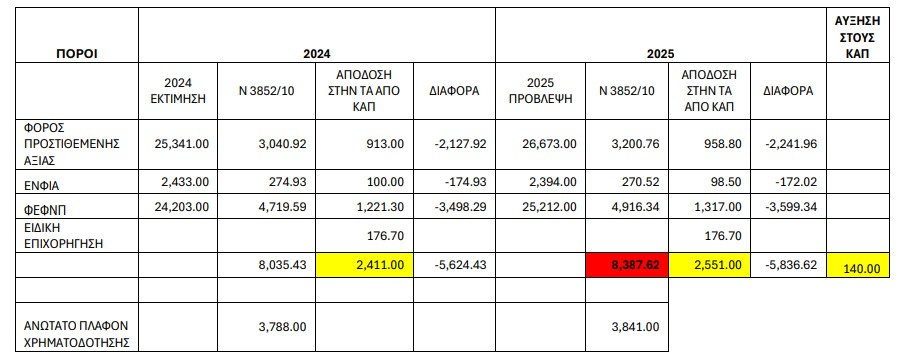 ΠΟΡΟΙ 2024 2025 ΑΥΞΗΣΗ ΣΤΟΥΣ ΚΑΠ
2024 ΕΚΤΙΜΗΣΗ Ν 3852/10 ΑΠΟΔΟΣΗ ΣΤΗΝ ΤΑ ΑΠΟ ΚΑΠ ΔΙΑΦΟΡΑ 2025 ΠΡΟΒΛΕΨΗ Ν 3852/10 ΑΠΟΔΟΣΗ ΣΤΗΝ ΤΑ ΑΠΟ ΚΑΠ ΔΙΑΦΟΡΑ
ΦΟΡΟΣ ΠΡΟΣΤΙΘΕΜΕΝΗΣ ΑΞΙΑΣ 25,341.00 3,040.92 913.00 -2,127.92 26,673.00 3,200.76 958.80 -2,241.96
ΕΝΦΙΑ 2,433.00 274.93 100.00 -174.93 2,394.00 270.52 98.50 -172.02
ΦΕΦΝΠ 24,203.00 4,719.59 1,221.30 -3,498.29 25,212.00 4,916.34 1,317.00 -3,599.34
ΕΙΔΙΚΗ ΕΠΙΧΟΡΗΓΗΣΗ 176.70 176.70
8,035.43 2,411.00 -5,624.43 8,387.62 2,551.00 -5,836.62 140.00
ΑΝΩΤΑΤΟ ΠΛΑΦΟΝ ΧΡΗΜΑΤΟΔΟΤΗΣΗΣ 3,788.00 3,841.00